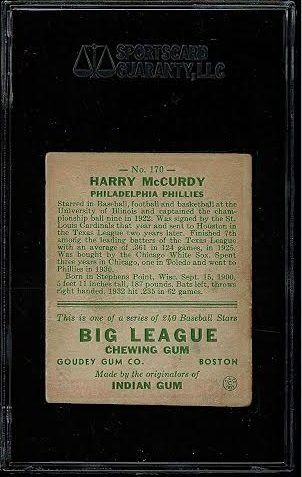 SPORTSCARD
GUARANTY, LLC
— No. 170 —
HARRY McCURDY
PHILADELPHIA PHILLIES
Starred in Baseball, football and basketball at the
University of Illinois and captained the cham-
pionship ball nine in 1922. Was signed by the St.
Louis Cardinals that year and sent to Houston in
the Texas League two years later. Finished 7th
among the leading batters of the Texas League
with an average of .361 in 124 games, in 1925.
Was bought by the Chicago White Sox. Spent
three years in Chicago, one in Toledo and went to
Phillies in 1930.
Born in Stephens Point, Wisc. Sept. 15, 1900.
5 feet 11 inches tall, 187 pounds. Bats left, throws
right handed. 1932 hit .235 in 62 games.
This is one of a series of 240 Baseball Stars
BIG LEAGUE
CHEWING GUM
GOUDEY GUM CO. BOSTON
Made by the originators of
INDIAN GUM